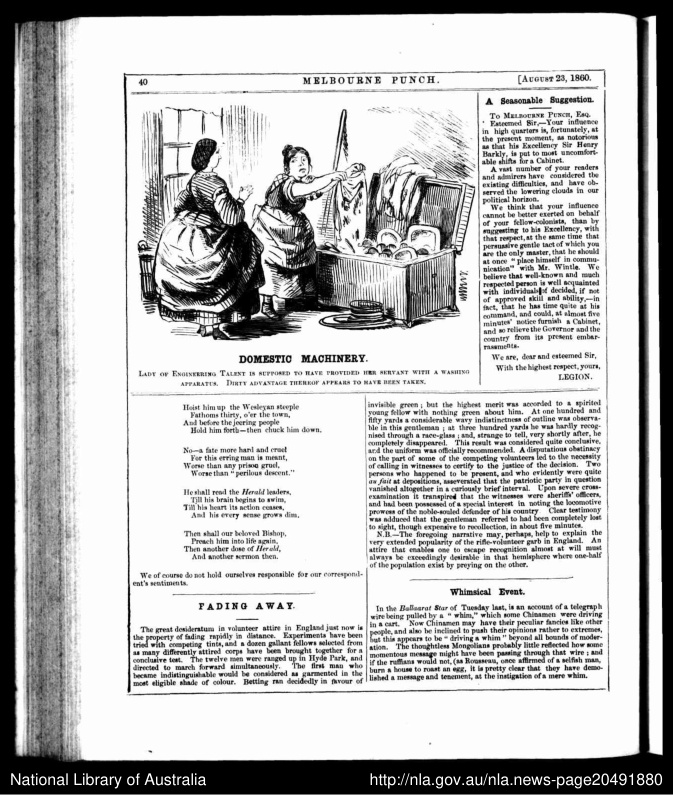 40
MELBOURNE PUNCH.
[AUGUST 23, 1860.
DOMESTIC MACHINERY.
LADY OF ENGINEERING TALENT IS SUPPOSED TO HAVE PROVIDED HER SERVANT WITH A WASHING
APPARATUS. DIRTY ADVANTAGE THEREOF APPEARS TO HAVE BEEN TAKEN.
A Seasonable Suggestion.
TO MELBOURNE PUNCH, Esq.
Esteemed Sir,—Your influence
in high quarters is, fortunately, at
the present moment, as notorious
as that his Excellency Sir Henry
Barkly, is put to most uncomfort-
able shifts for a Cabinet.
A vast number of your readers
and admirers have considered the
existing difficulties, and have ob-
served the lowering clouds in our
political horizon.
We think that your influence
cannot be better exerted on behalf
of your fellow-colonists, than by
suggesting to his Excellency, with
that respect, at the same time that
persuasive gentle tact of which you
are the only master, that he should
at once "place himself in commu-
nication" with Mr. Wintle. We
believe that well-known and much
respected person is well acquainted
with individuals of decided, if not
of approved skill and ability,—in
fact, that he has time quite at his
command, and could, at almost five
minutes' notice furnish a Cabinet,
and so relieve the Governor and the
country from its present embar-
rassments.
We are, dear and esteemed Sir,
With the highest respect, yours,
LEGION.
Hoist him up the Wesleyan steeple
Fathoms thirty, o'er the town,
And before the jeering people
Hold him forth—then chuck him down.
No—a fate more hard and cruel
For this erring man is meant,
Worse than any prison gruel,
Worse than "perilous descent."
He shall read the Herald leaders,
Till his brain begins to swim,
Till his heart its action ceases,
And his every sense grows dim.
Then shall our beloved Bishop,
Preach him into life again,
Then another dose of Herald,
And another sermon then.
We of course do not hold ourselves responsible for our correspond-
ent's sentiments.
FADING AWAY.
The great desideratum in volunteer attire in England just now is
the property of fading rapidly in distance. Experiments have been
tried with competing tints, and a dozen gallant fellows selected from
as many differently attired corps have been brought together for a
conclusive test. The twelve men were ranged up in Hyde Park, and
directed to march forward simultaneously. The first man who
became indistinguishable would be considered as garmented in the
most eligible shade of colour. Betting ran decidedly in favour of
invisible green; but the highest merit was accorded to a spirited
young fellow with nothing green about him. At one hundred and
fifty yards a considerable wavy indistinctness of outline was observa-
ble in this gentleman; at three hundred yards he was hardly recog-
nised through a race-glass; and, strange to tell, very shortly after, he
completely disappeared. This result was considered quite conclusive,
and the uniform was officially recommended. A disputatious obstinacy
on the part of some of the competing volunteers led to the necessity
of calling in witnesses to certify to the justice of the decision. Two
persons who happened to be present, and who evidently were quite
au fait at depositions, asseverated that the patriotic party in question
vanished altogether in a curiously brief interval. Upon severe cross-
examination it transpired that the witnesses were sheriffs' officers,
and had been possessed of a special interest in noting the locomotive
prowess of the noble-souled defender of his country Clear testimony
was adduced that the gentleman referred to had been completely lost
to sight, though expensive to recollection, in about five minutes.
N.B.—The foregoing narrative may, perhaps, help to explain the
very extended popularity of the rifle-volunteer garb in England. An
attire that enables one to escape recognition almost at will must
always be exceedingly desirable in that hemisphere where one-half
of the population exist by preying on the other.
Whimsical Event.
In the Ballaarat Star of Tuesday last, is an account of a telegraph
wire being pulled by a "whim," which some Chinamen were driving
in a cart. Now Chinamen may have their peculiar fancies like other
people, and also be inclined to push their opinions rather to extremes,
but this appears to be "driving a whim" beyond all bounds of moder-
ation. The thoughtless Mongolians probably little reflected how some
momentous message might have been passing through that wire; and
if the ruffians would not, (as Rousseau, once affirmed of a selfish man,
burn a house to roast an egg, it is pretty clear that they have demo-
lished a message and tenement, at the instigation of a mere whim.
National Library of Australia
http://nla.gov.au/nla.news-page20491880